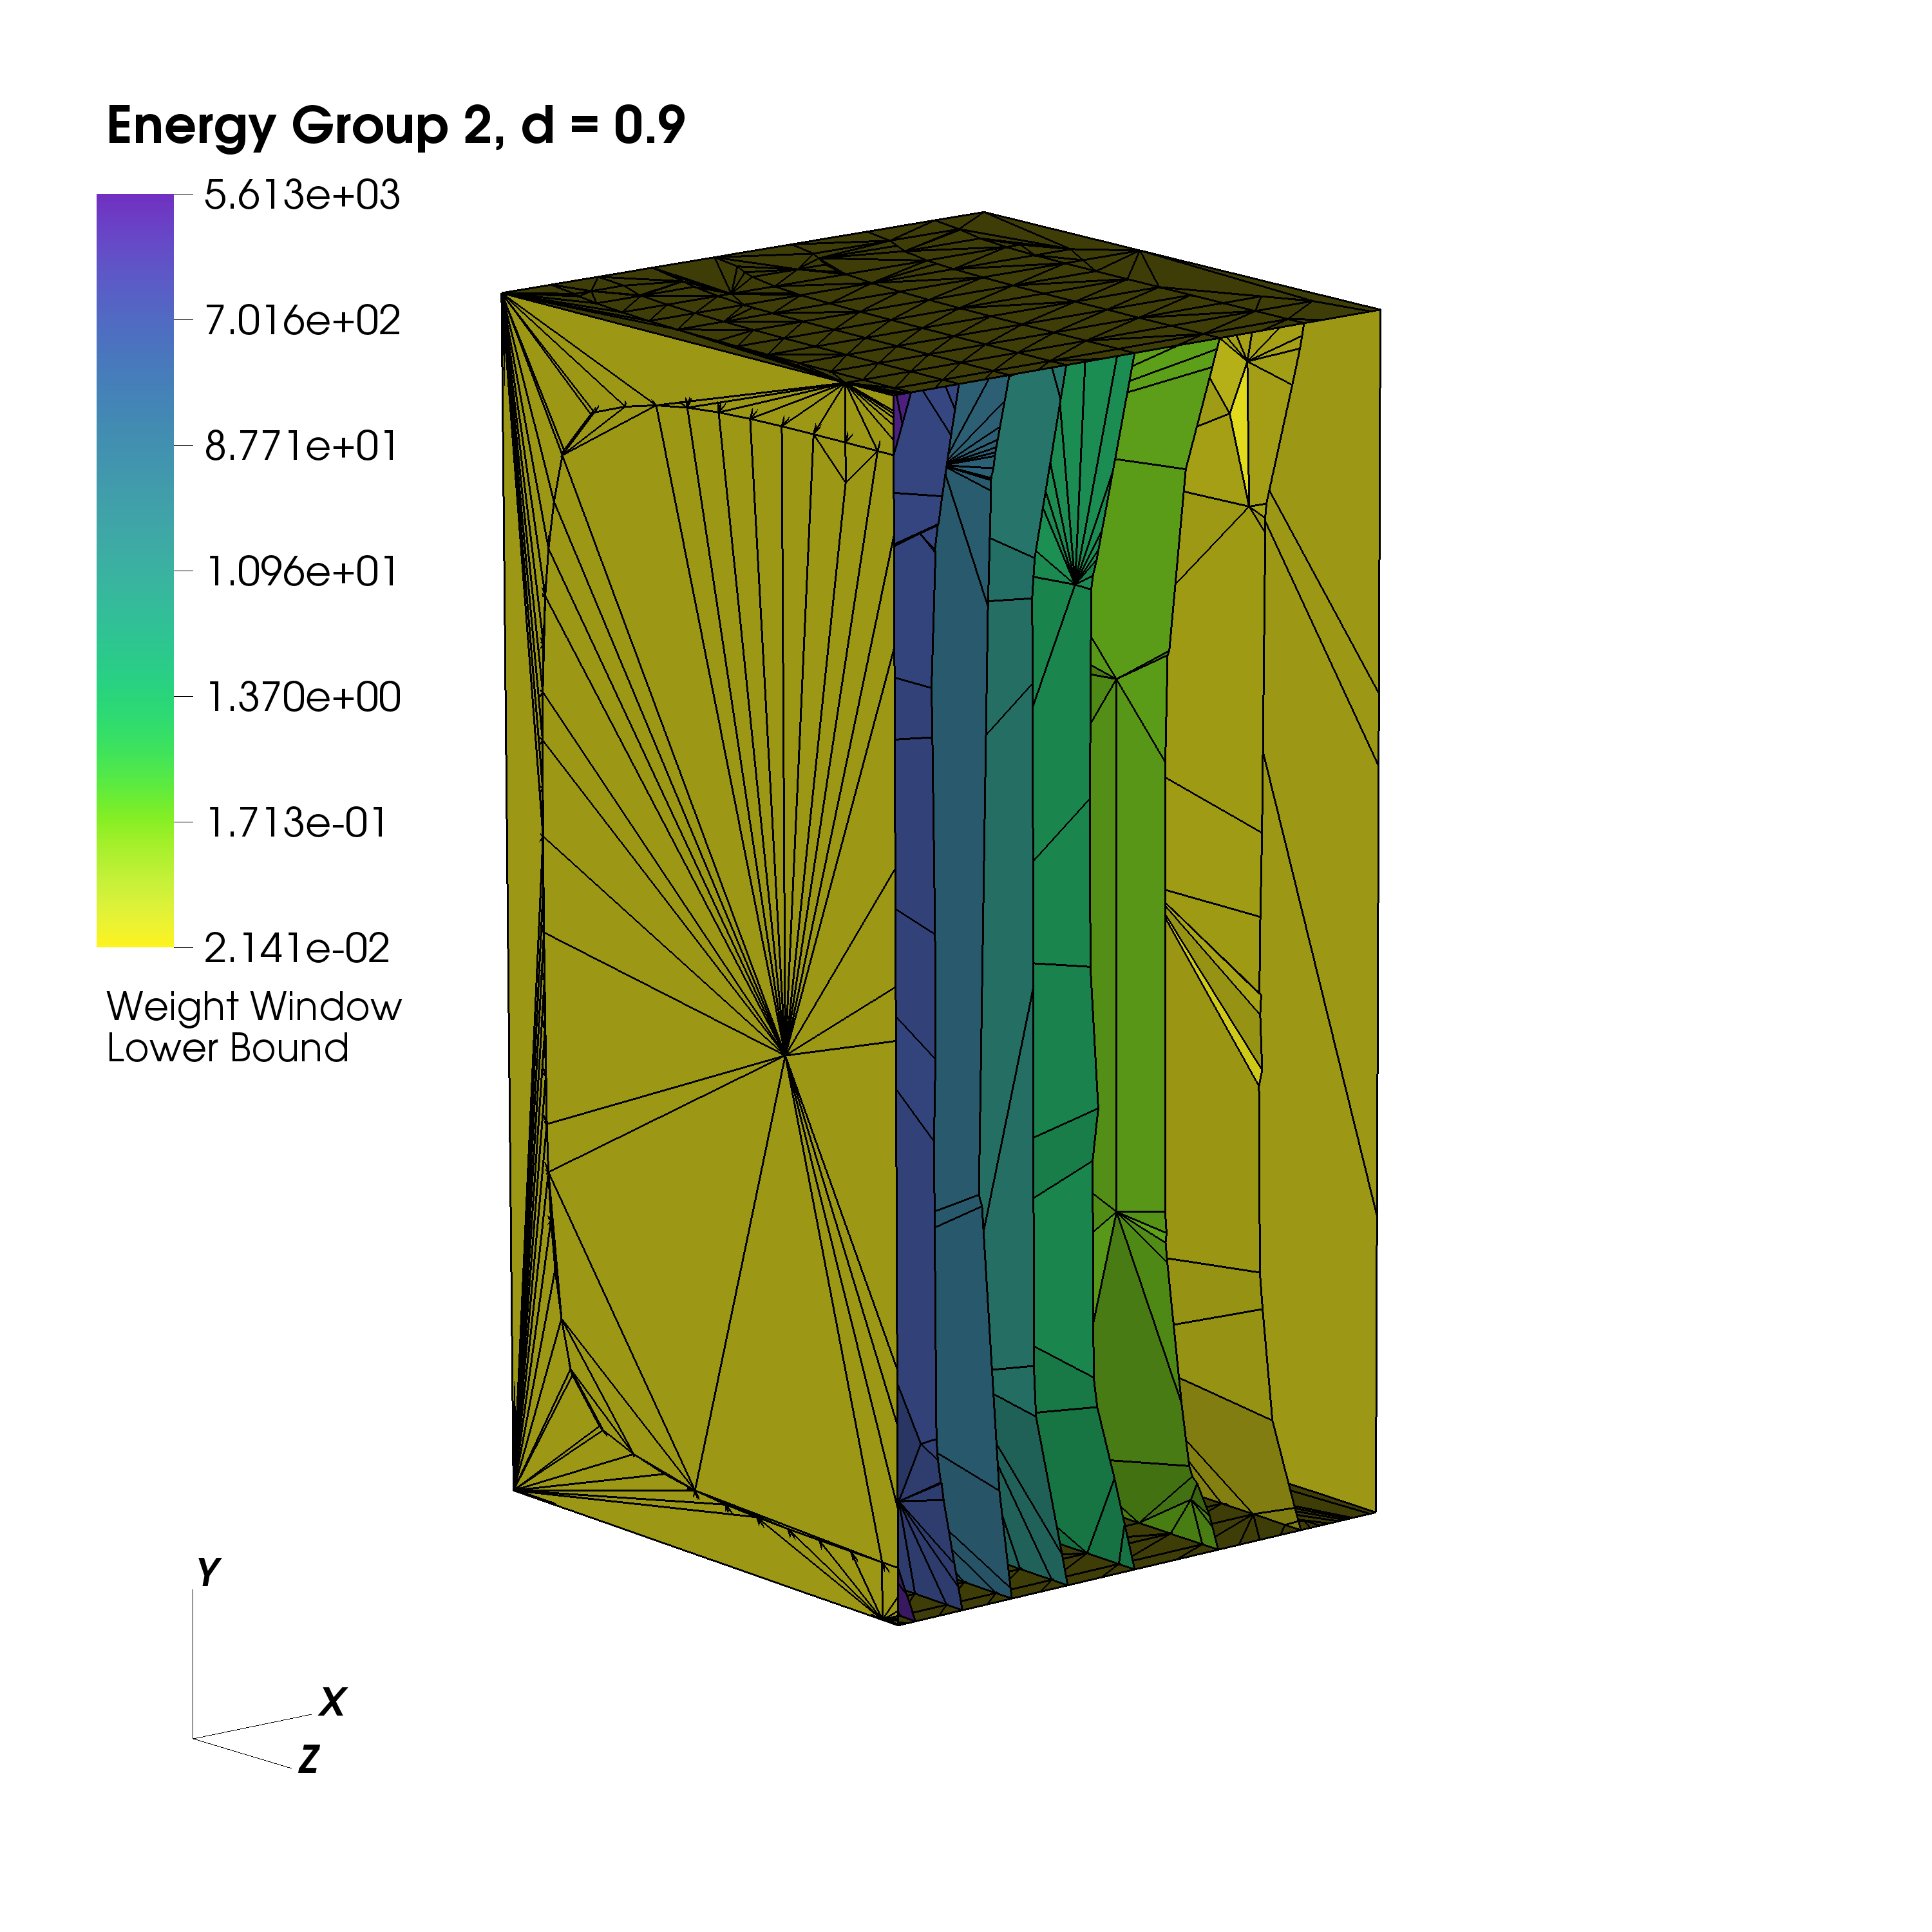 Energy Group 2, d = 0.9
5.613e+03
7.016e+02
8.771e+01
1.096e+01
1.370e+00
1.713e-01
2.141e-02
Weight Window
Lower Bound
Y
X
Z